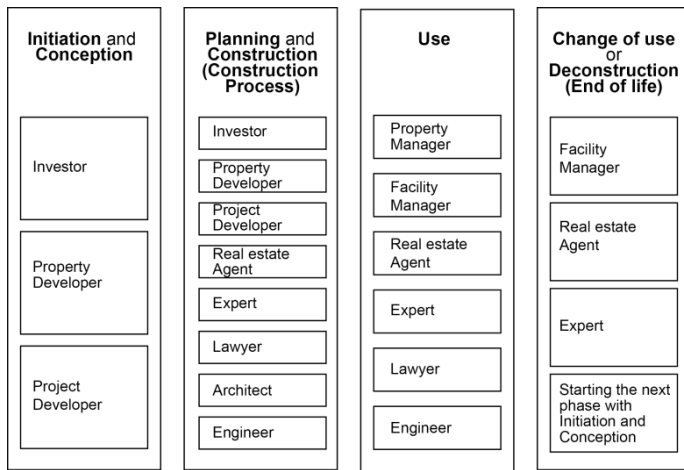 Initiation and
Conception
Investor
Property
Developer
Project
Developer
Planning and
Construction
(Construction
Process)
Investor
Property
Developer
Project
Developer
Real estate
Agent
Expert
Lawyer
Architect
Engineer
Use
Property
Manager
Facility
Manager
Real estate
Agent
Expert
Lawyer
Engineer
Change of use
or
Deconstruction
(End of life)
Facility
Manager
Real estate
Agent
Expert
Starting the next
phase with
Initiation and
Conception